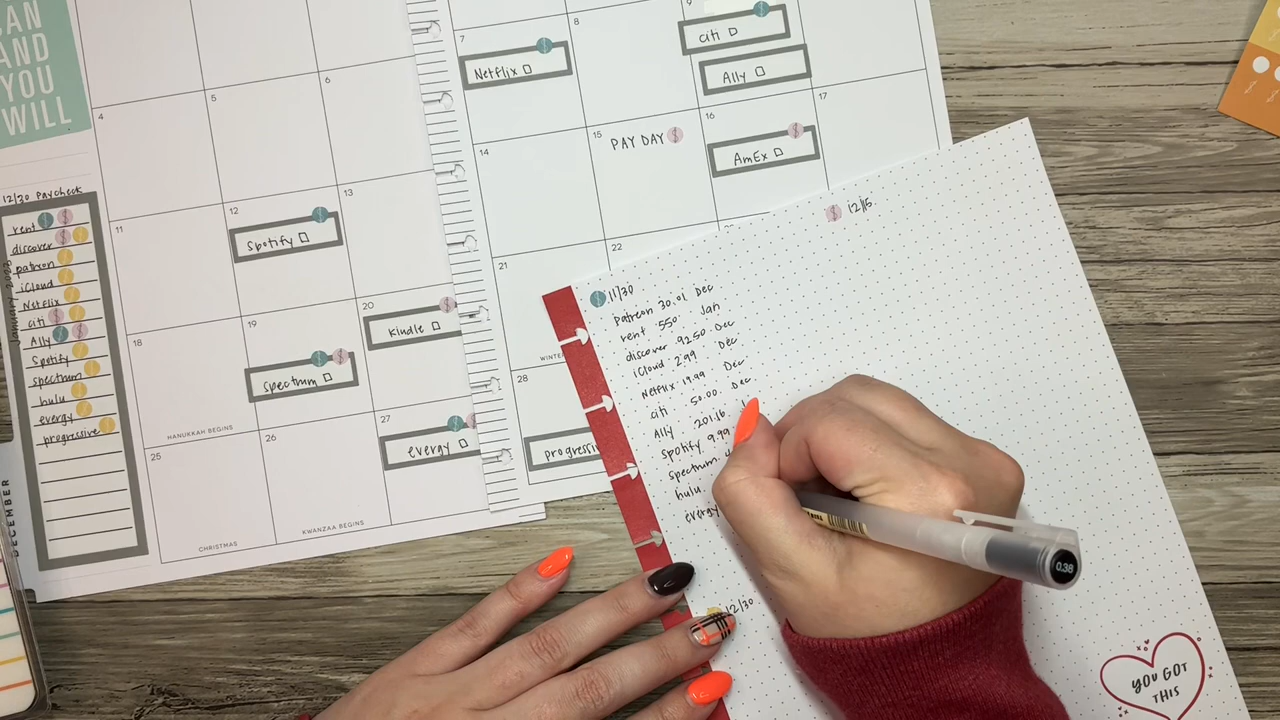 CAN
AND
YOU
WILL
12/30 Paycheck
rent
discover
patreon
iCloud
Netflix
citi
Ally
Spotify
spectrum
hulu
evergy
progressive
DECEMBER
4
5
6
11
12
Spotify
13
18
HANUKKAH BEGINS
19
spectrum
20
Kindle
25
CHRISTMAS
26
KWANZAA BEGINS
27
evergy
7
Netflix
8
9
citi
Ally
14
15
PAY DAY
16
AmEx
17
21
22
28
11/30
patreon 30.01 Dec
rent 550 Jan
discover 92.50 Dec
iCloud 2.99 Dec
Netflix 19.99 Dec
citi 50.00 Dec
Ally 201.16
Spotify 9.99
spectrum
hulu
evergy
12/15
12/30
YOU GOT
THIS
0.38